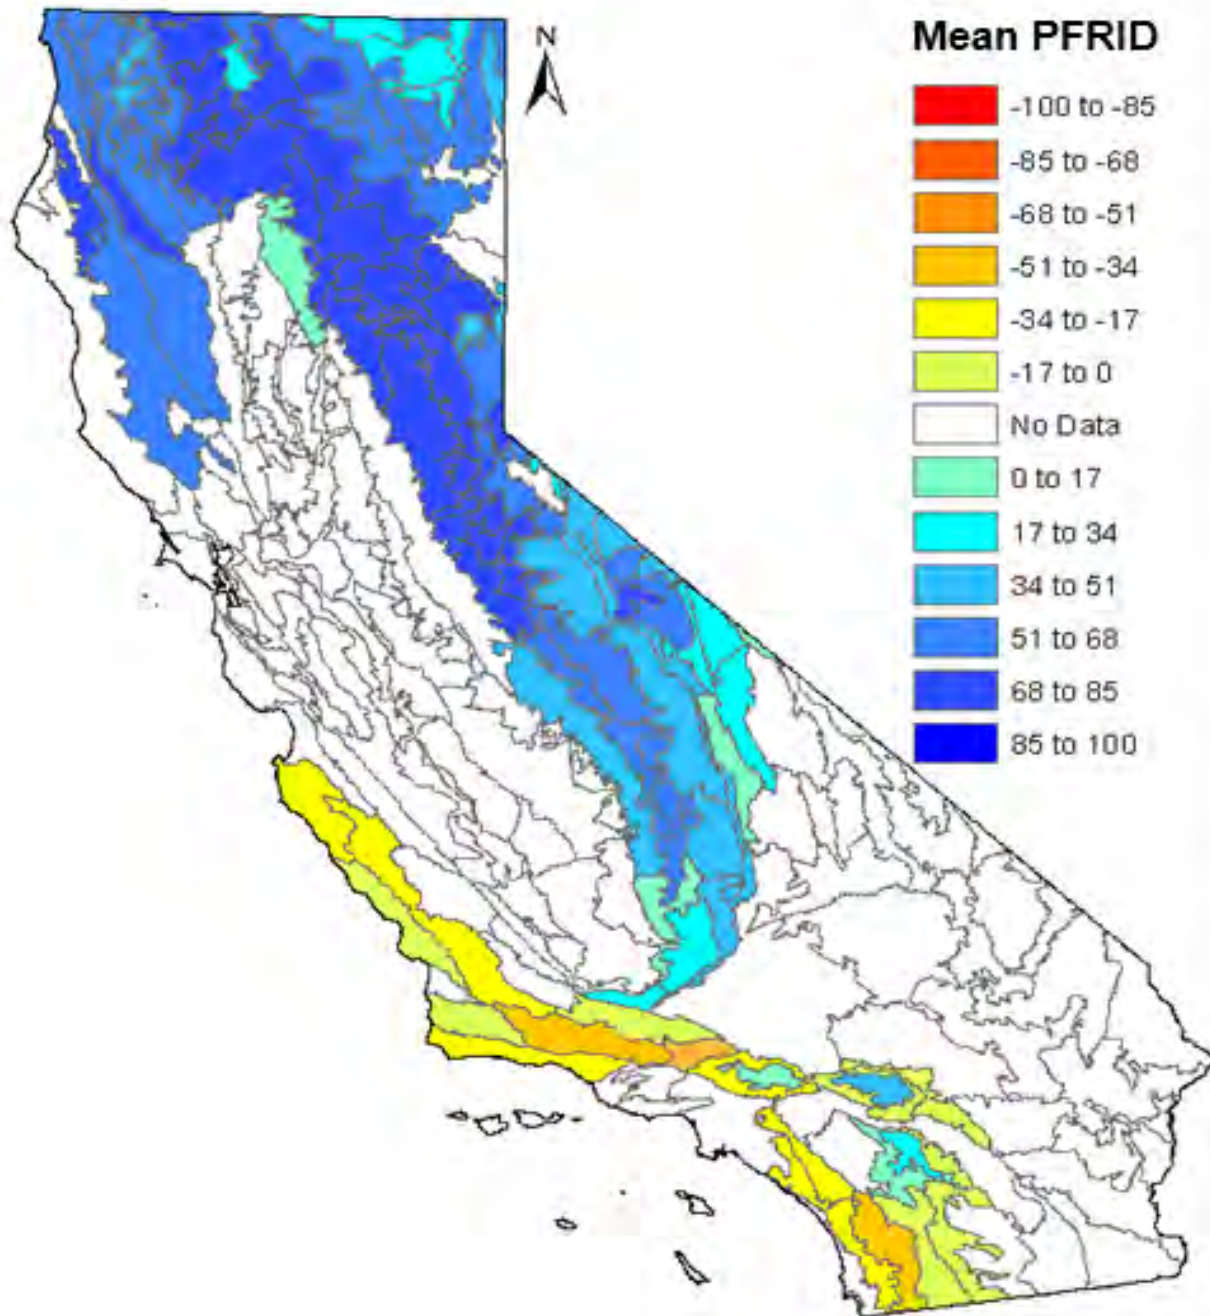 N
Mean PFRID
-100 to -85
-85 to -68
-68 to -51
-51 to -34
-34 to -17
-17 to 0
No Data
0 to 17
17 to 34
34 to 51
51 to 68
68 to 85
85 to 100